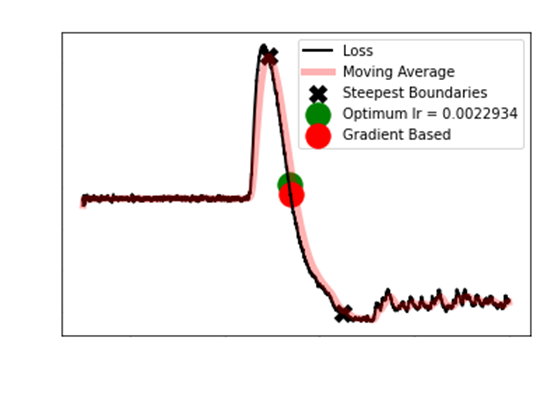 Loss
Moving Average
Steepest Boundaries
Optimum lr = 0.0022934
Gradient Based